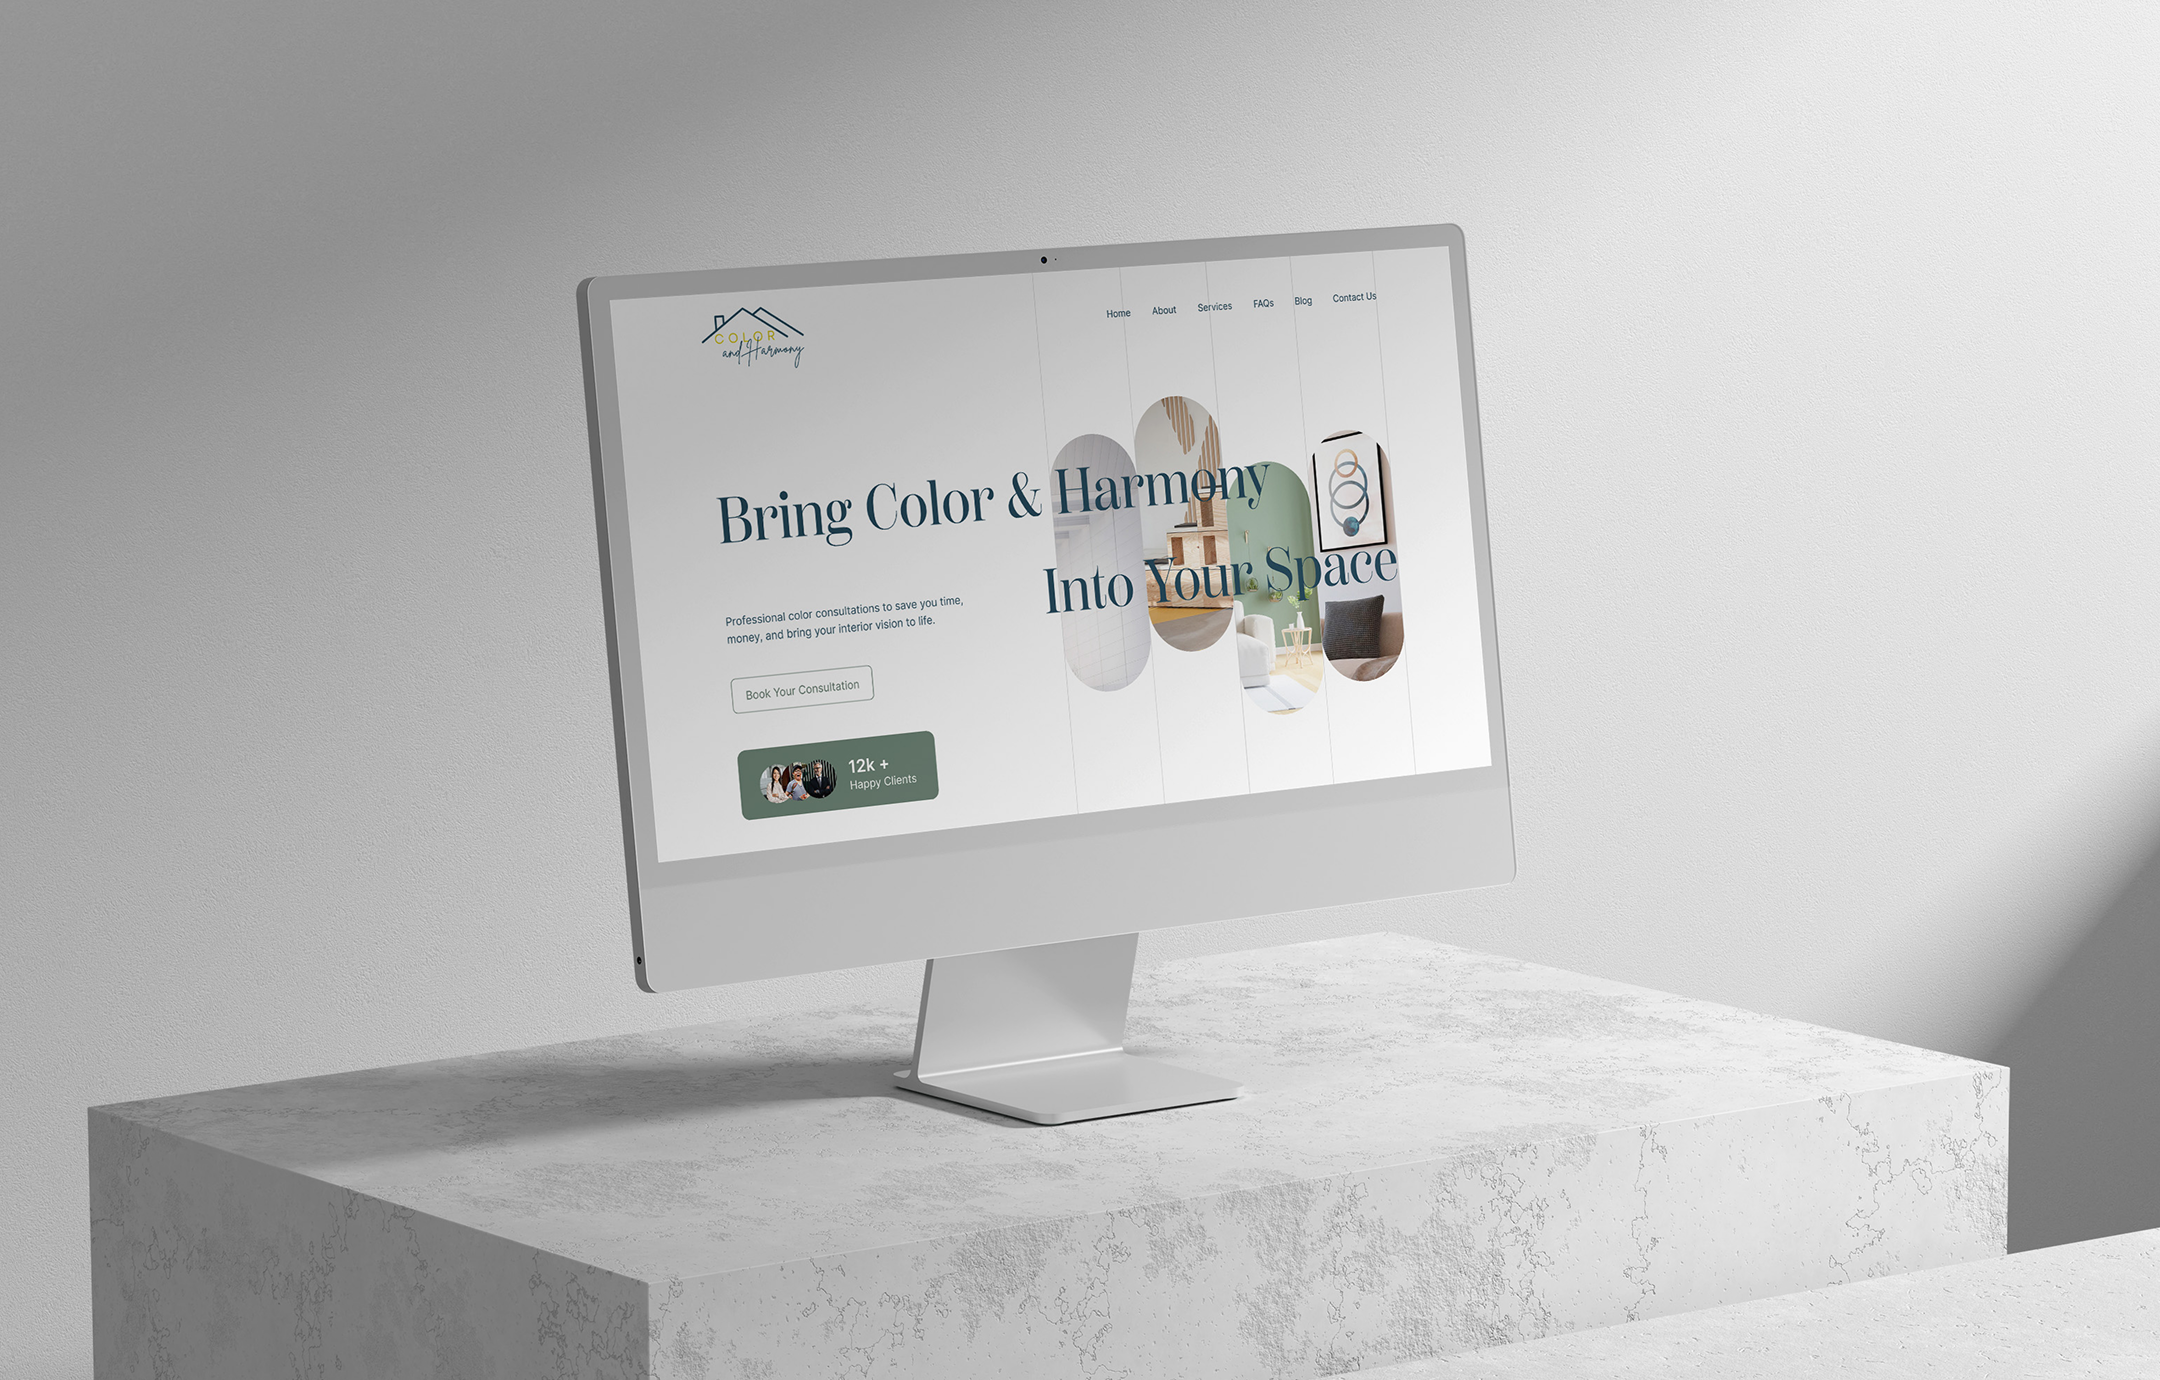 COLOR
and Harmony
Home About Services FAQs Blog Contact Us
Bring Color & Harmony
Into Your Space
Professional color consultations to save you time,
money, and bring your interior vision to life.
Book Your Consultation
12k +
Happy Clients